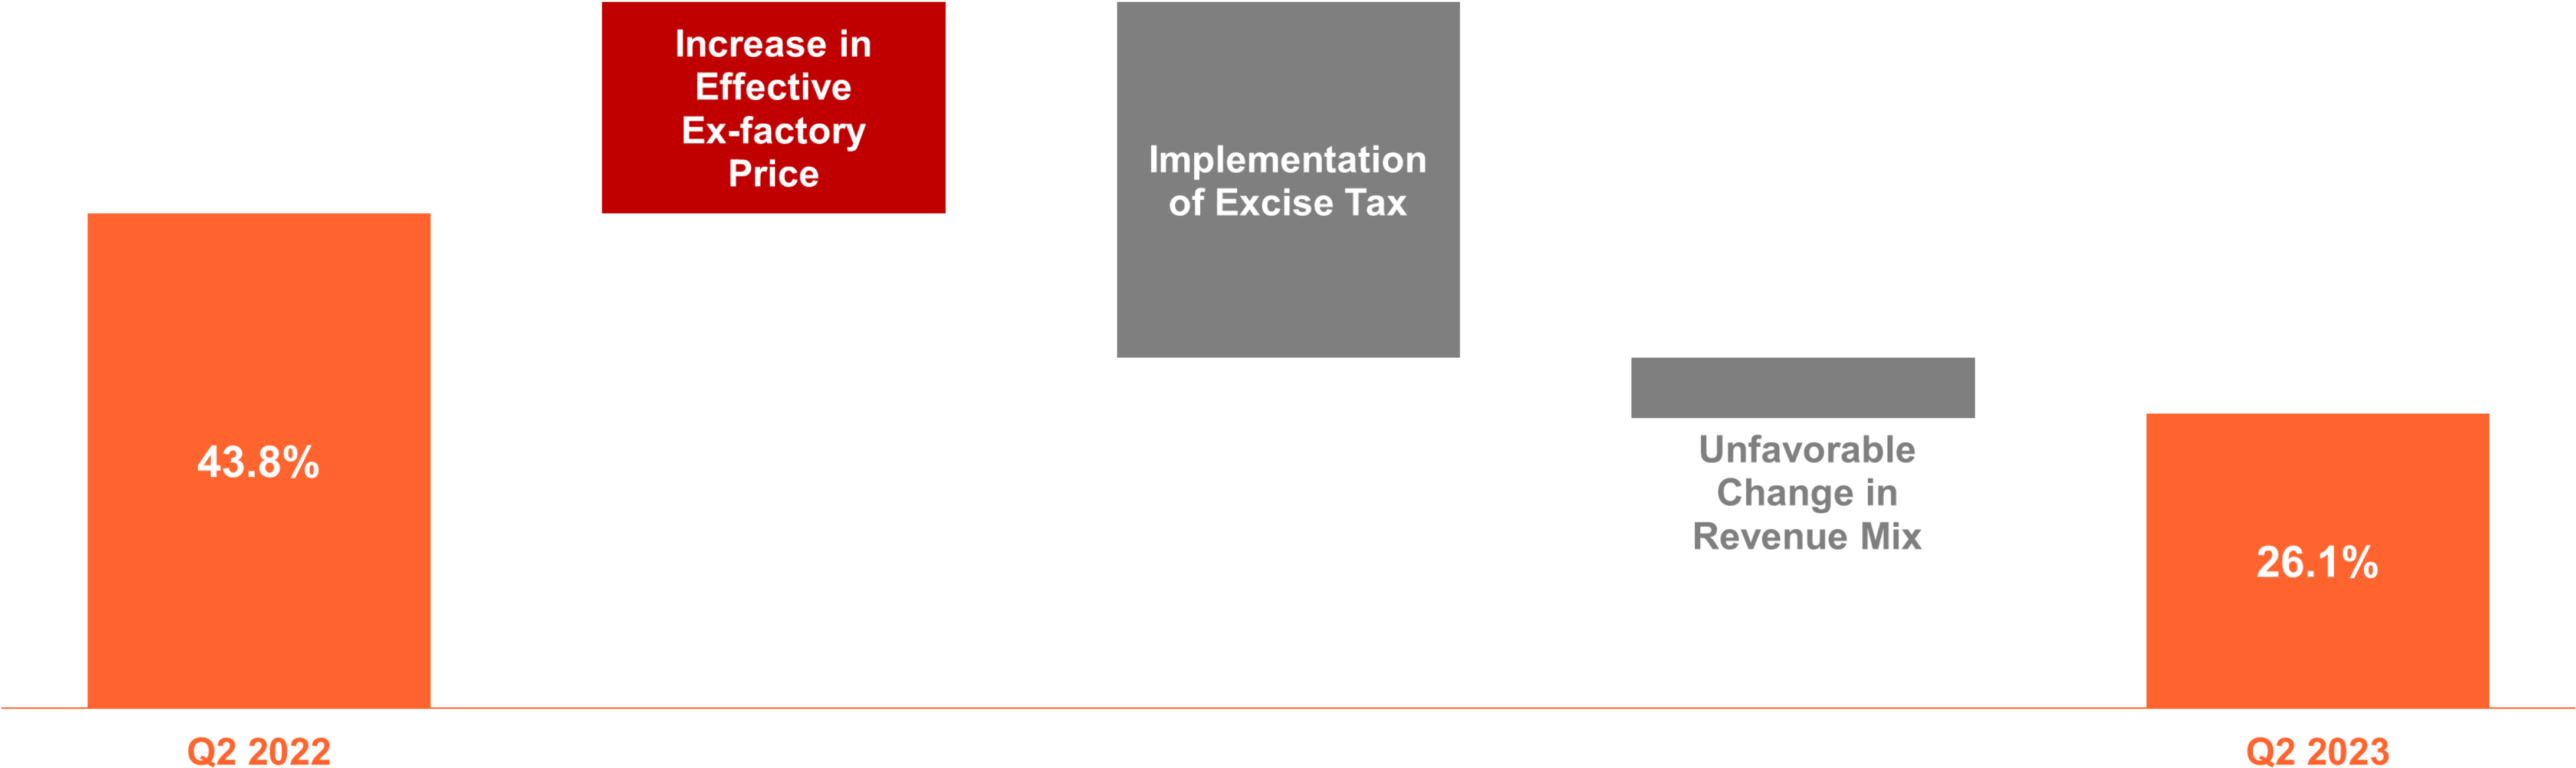 Increase in
Effective
Ex-factory
Price
Implementation
of Excise Tax
43.8%
Unfavorable
Change in
Revenue Mix
26.1%
Q2 2022
Q2 2023